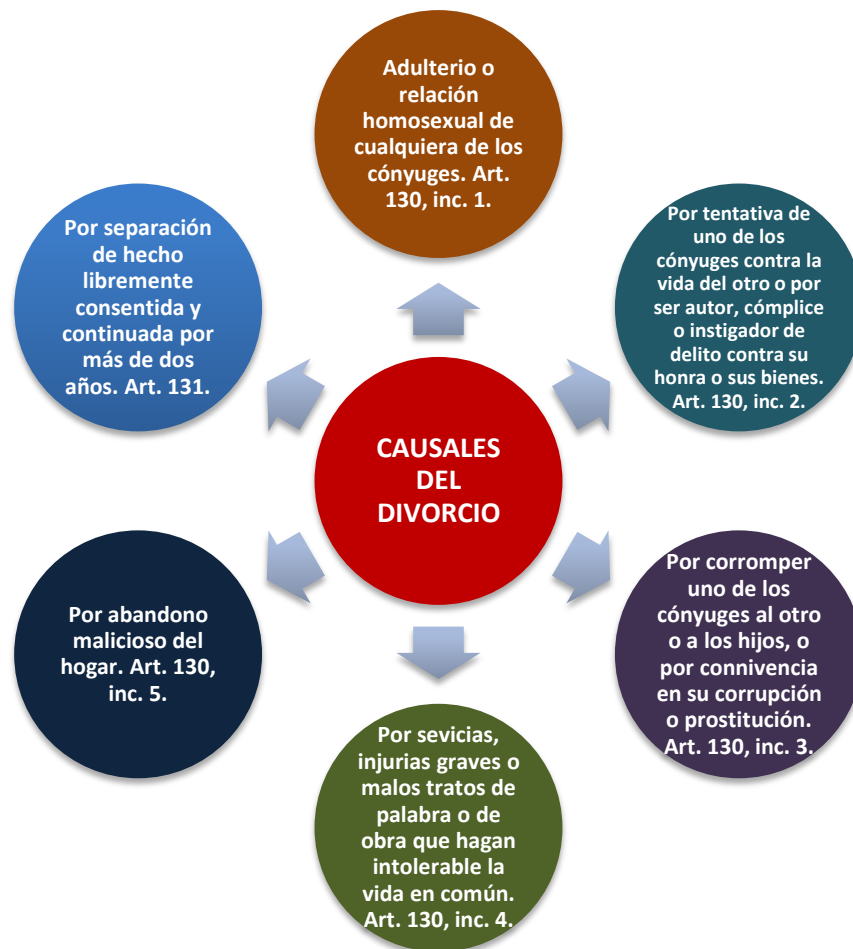 Adulterio o
relación
homosexual de
cualquiera de los
cónyuges. Art.
130, inc. 1.
Por tentativa de
uno de los
cónyuges contra la
vida del otro o por
ser autor, cómplice
o instigador de
delito contra su
honra o sus bienes.
Art. 130, inc. 2.
Por separación
de hecho
libremente
consentida y
continuada por
más de dos
años. Art. 131.
CAUSALES
DEL
DIVORCIO
Por corromper
uno de los
cónyuges al otro
o a los hijos, o
por connivencia
en su corrupción
o prostitución.
Art. 130, inc. 3.
Por abandono
malicioso del
hogar. Art. 130,
inc. 5.
Por sevicias,
injurias graves o
malos tratos de
palabra o de
obra que hagan
intolerable la
vida en común.
Art. 130, inc. 4.